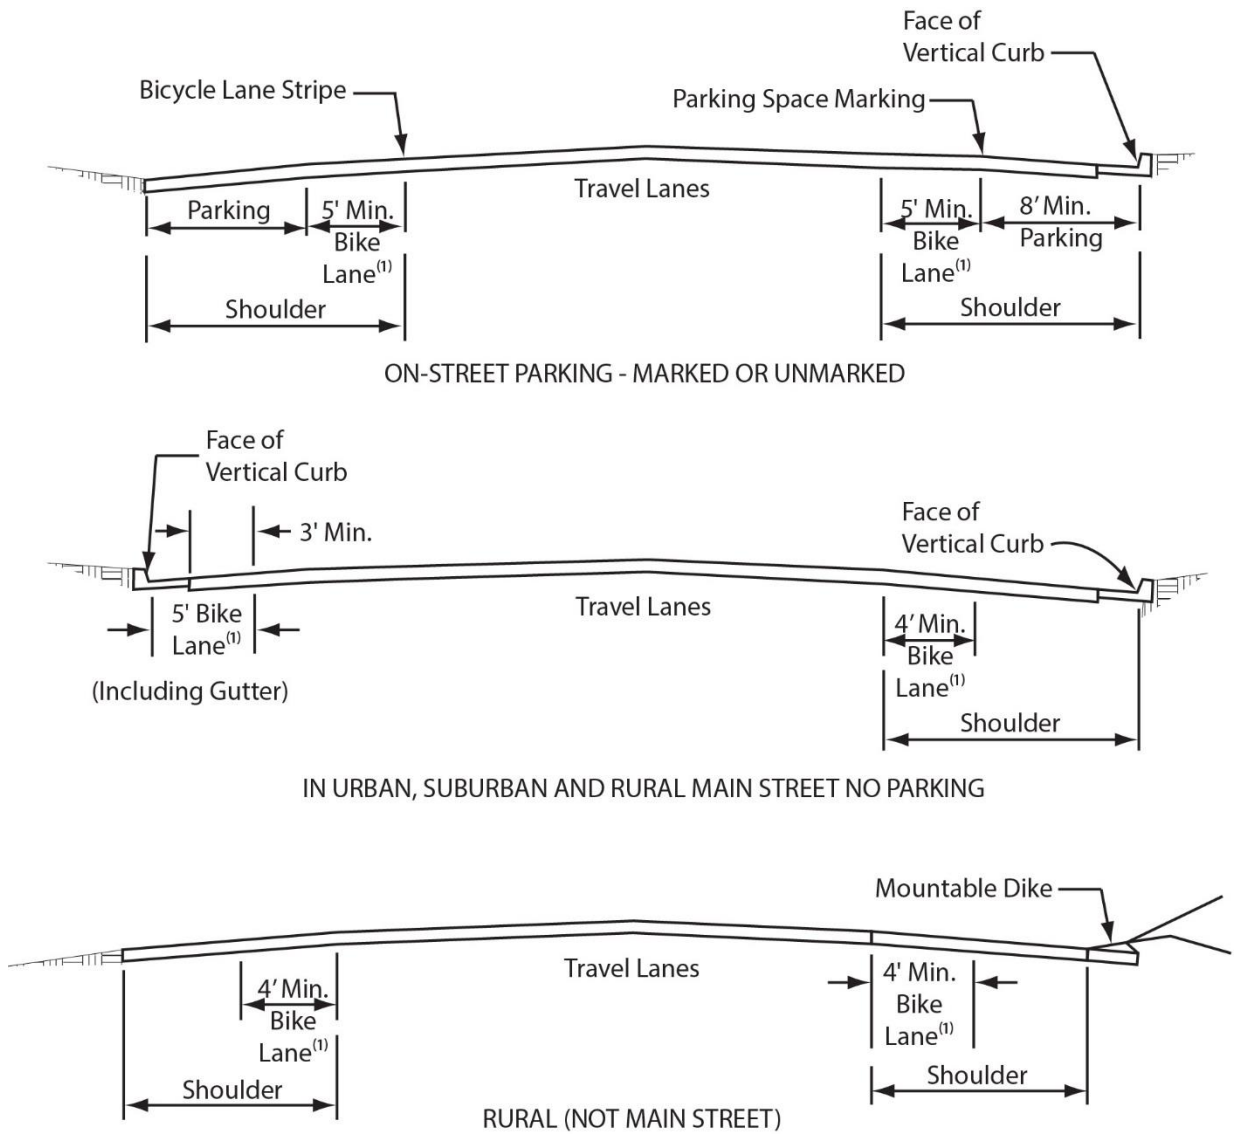 Face of
Vertical Curb
Bicycle Lane Stripe
Parking Space Marking
Travel Lanes
Parking
5' Min.
Bike
Lane(1)
5' Min.
Bike
Lane(1)
8' Min.
Parking
Shoulder
Shoulder
ON-STREET PARKING - MARKED OR UNMARKED
Face of
Vertical Curb
3' Min.
Face of
Vertical Curb
Travel Lanes
5' Bike
Lane(1)
(Including Gutter)
4' Min.
Bike
Lane(1)
Shoulder
IN URBAN, SUBURBAN AND RURAL MAIN STREET NO PARKING
Mountable Dike
Travel Lanes
4' Min.
Bike
Lane(1)
4' Min.
Bike
Lane(1)
Shoulder
Shoulder
RURAL (NOT MAIN STREET)